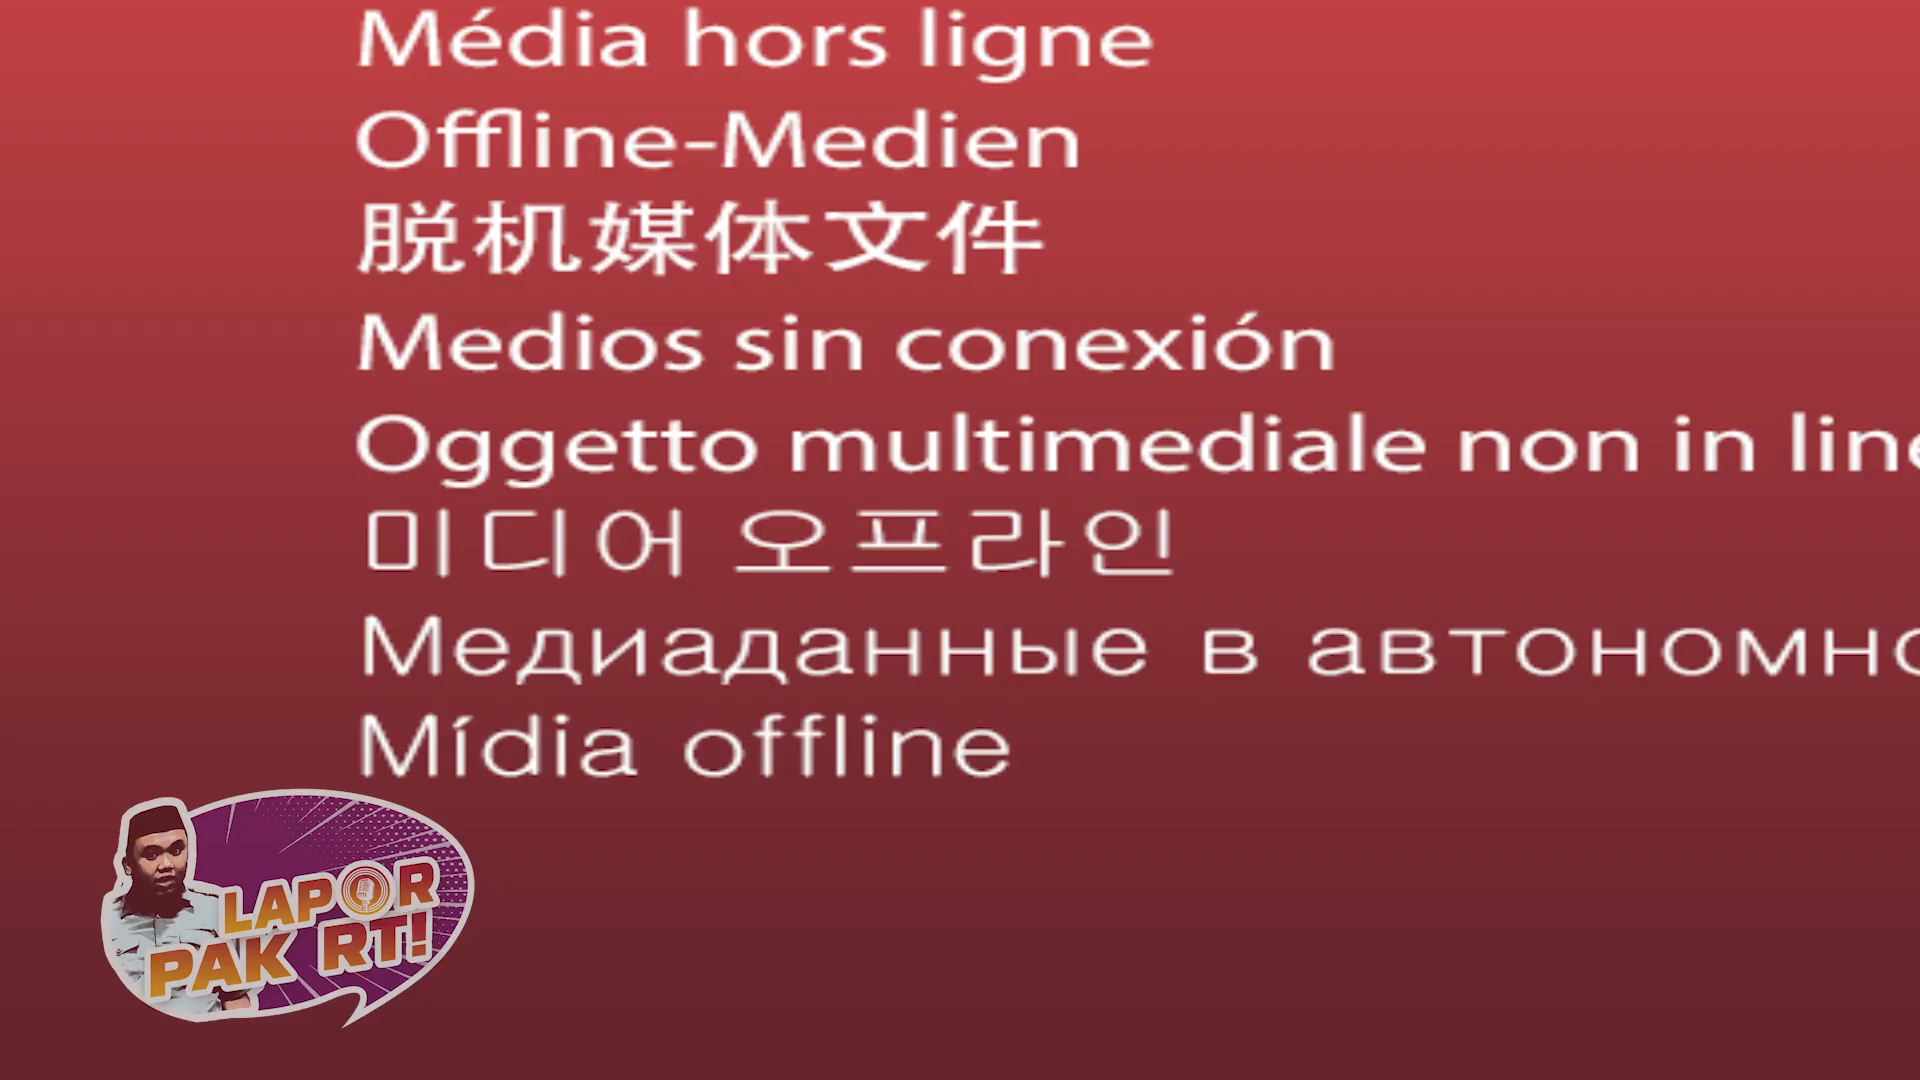 Média hors ligne
Offline-Medien
脱机媒体文件
Medios sin conexión
Oggetto multimediale non in line
미디어 오프라인
Медиаданные в автономно
Mídia offline
LAPOR
PAK RT!